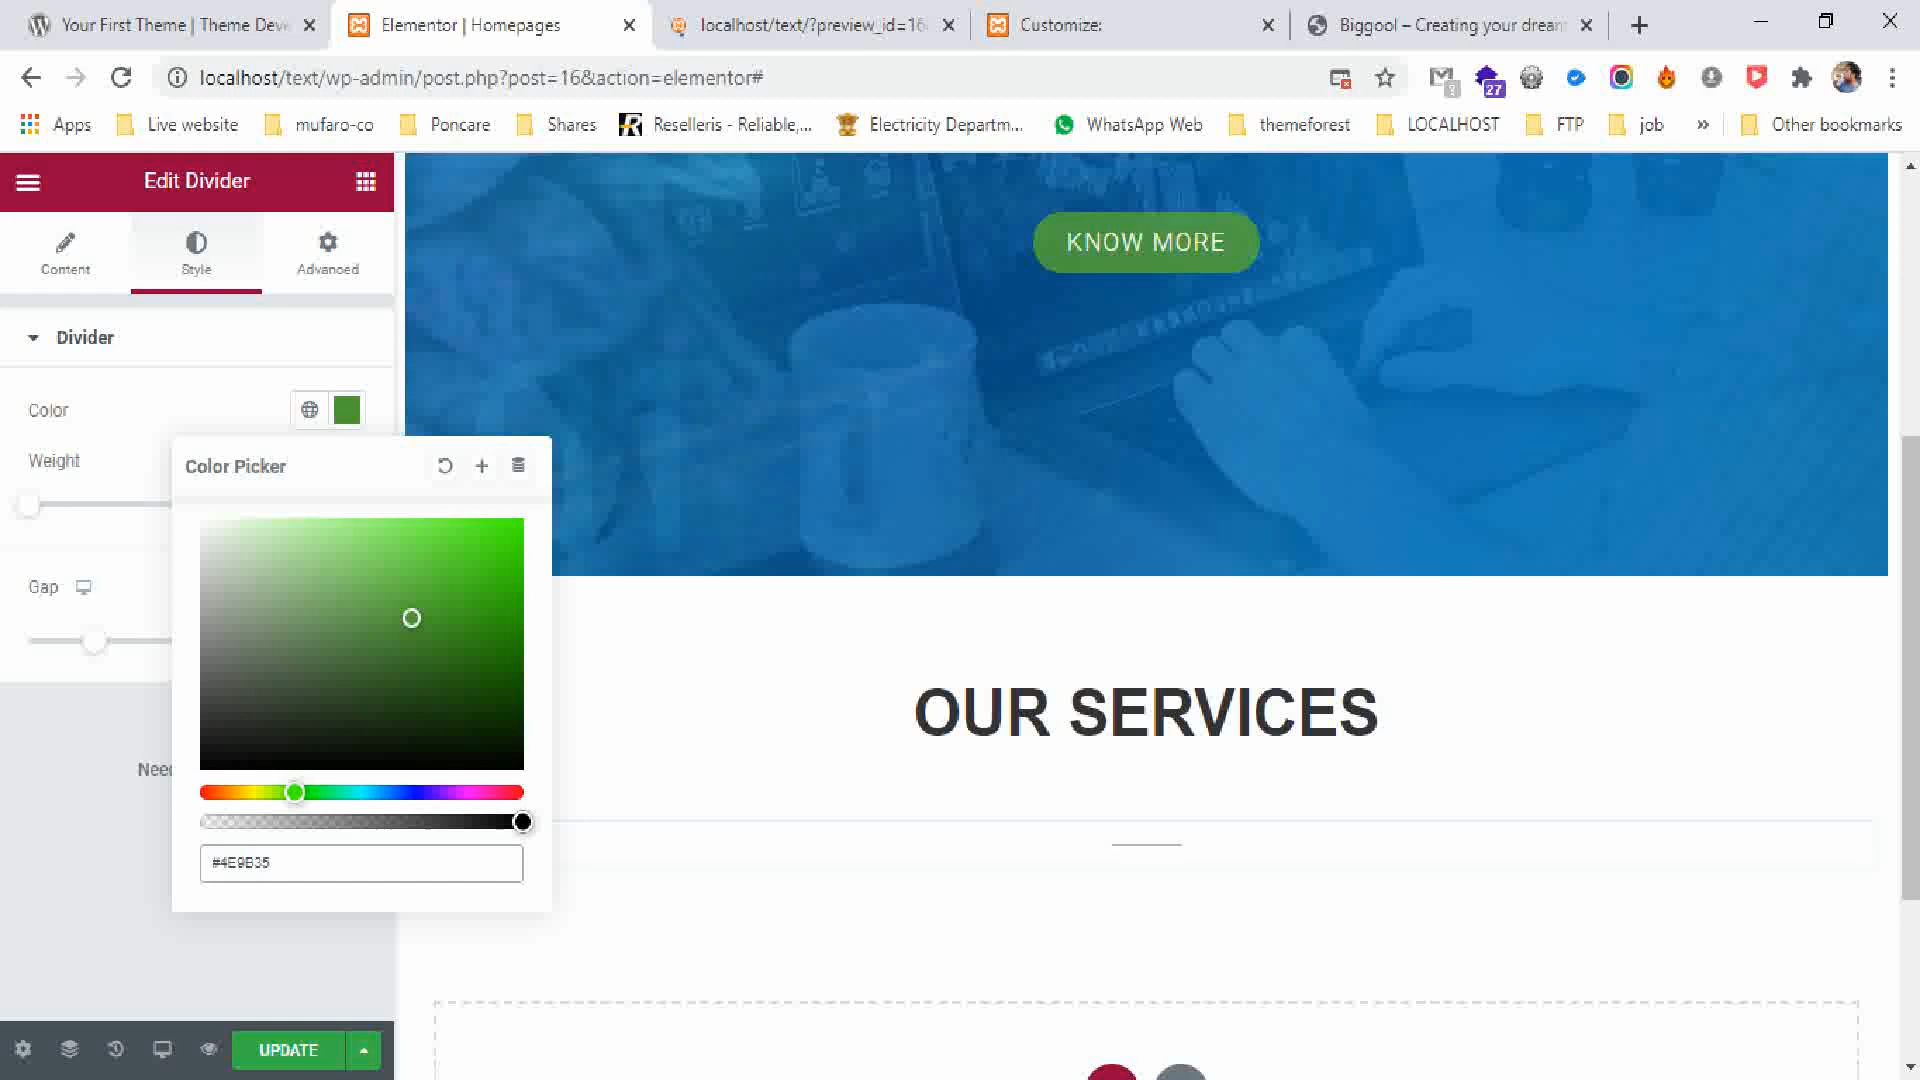 Your First Theme | Theme Deve
Elementor | Homepages
localhost/text/?preview_id=16
Customize:
Biggool – Creating your dream
localhost/text/wp-admin/post.php?post=16&action=elementor#
27
Apps
Live website
mufaro-co
Poncare
Shares
Reselleris - Reliable,...
Electricity Departm...
WhatsApp Web
themeforest
LOCALHOST
FTP
job
»
Other bookmarks
Edit Divider
Content
Style
Advanced
Divider
Color
Weight
Color Picker
Gap
Need
#4E9B35
UPDATE
KNOW MORE
OUR SERVICES